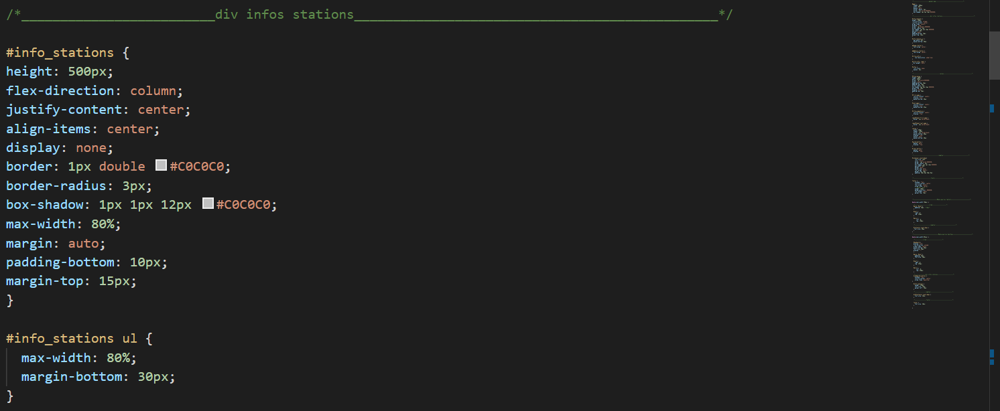 /*_________________________div infos stations_______________________________________________*/
#info_stations {
height: 500px;
flex-direction: column;
justify-content: center;
align-items: center;
display: none;
border: 1px double #C0C0C0;
border-radius: 3px;
box-shadow: 1px 1px 12px #C0C0C0;
max-width: 80%;
margin: auto;
padding-bottom: 10px;
margin-top: 15px;
}
#info_stations ul {
max-width: 80%;
margin-bottom: 30px;
}